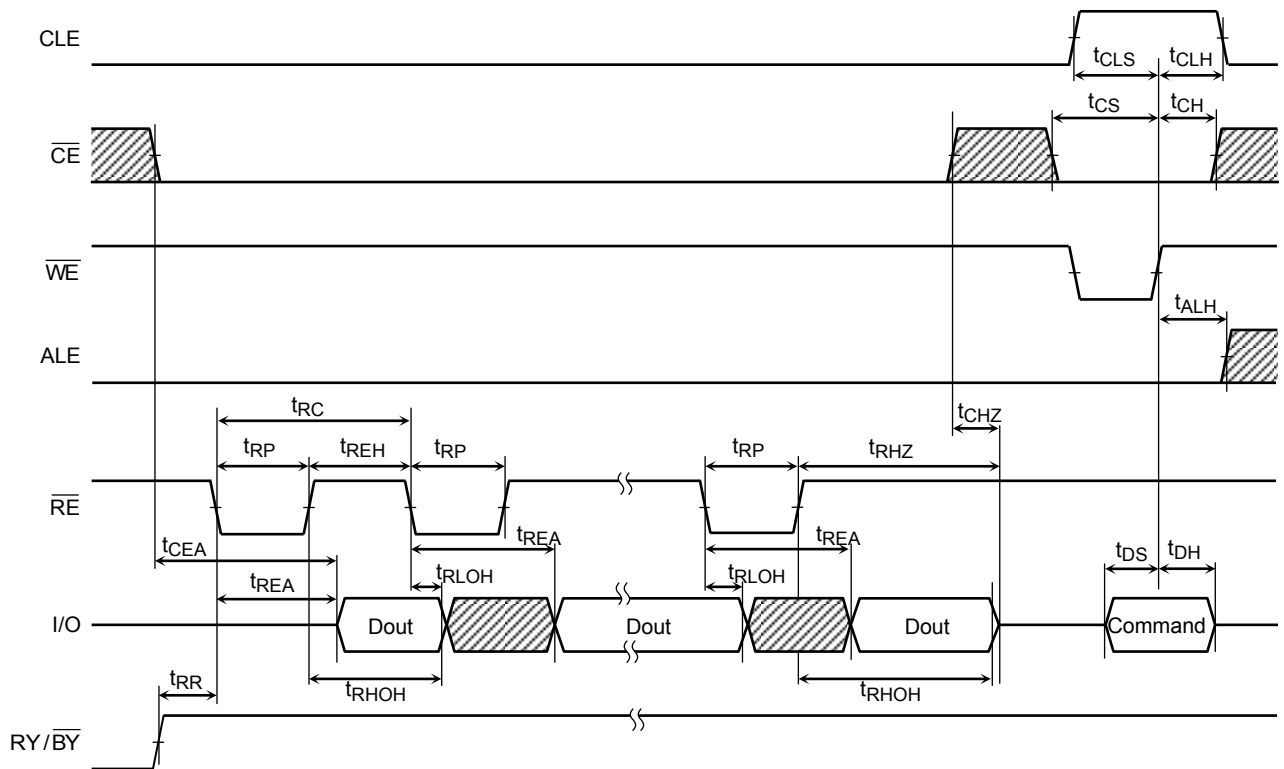 CLE
tCLS tCLH
tCS tCH
CE
WE
tALH
ALE
tRC
tCHZ
tRP tREH tRP tRP tRHZ
RE
tCEA tREA tREA
tDS tDH
tREA tRLOH tRLOH
I/O Dout Dout Dout Command
tRR tRHOH tRHOH
RY/BY